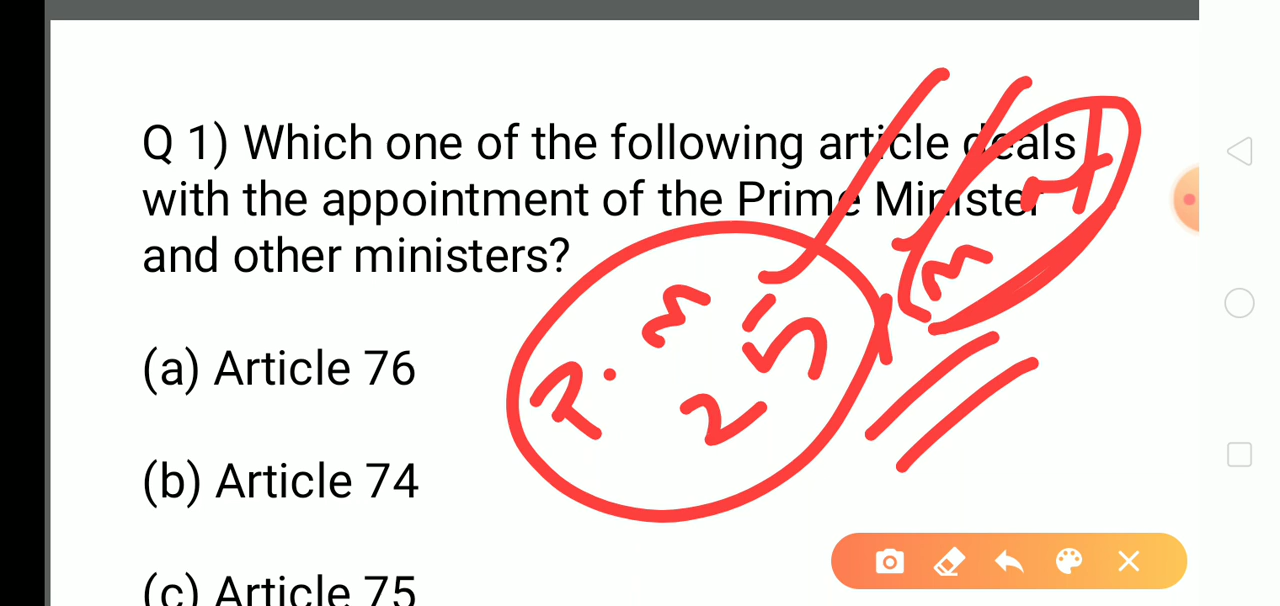 Q 1) Which one of the following article deals
with the appointment of the Prime Minister
and other ministers?
(a) Article 76
(b) Article 74
(c) Article 75
P. M
25